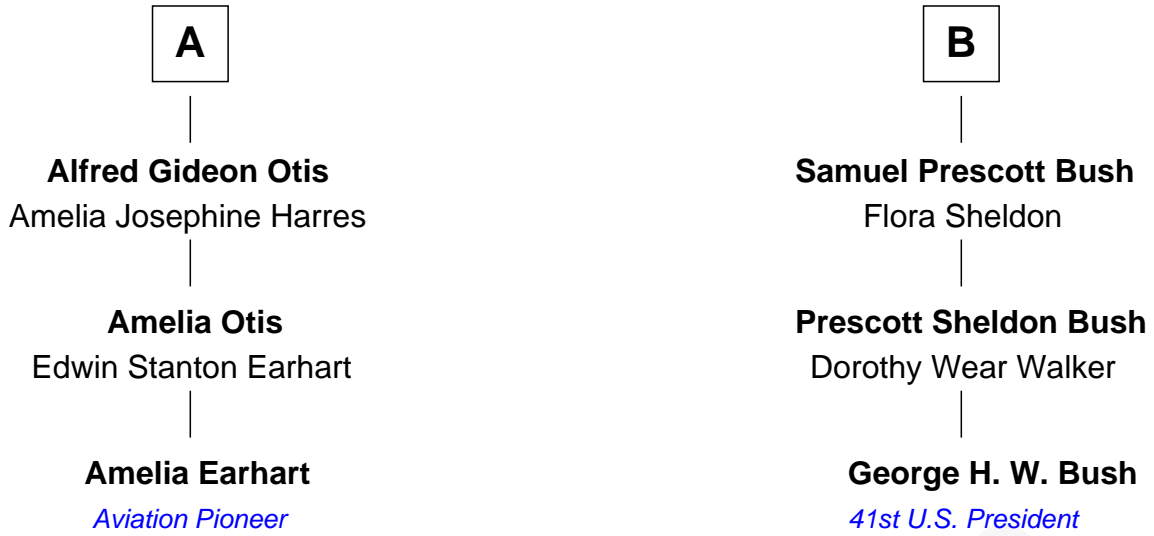 A
Alfred Gideon Otis
Amelia Josephine Harres
Amelia Otis
Edwin Stanton Earhart
Amelia Earhart
Aviation Pioneer
B
Samuel Prescott Bush
Flora Sheldon
Prescott Sheldon Bush
Dorothy Wear Walker
George H. W. Bush
41st U.S. President